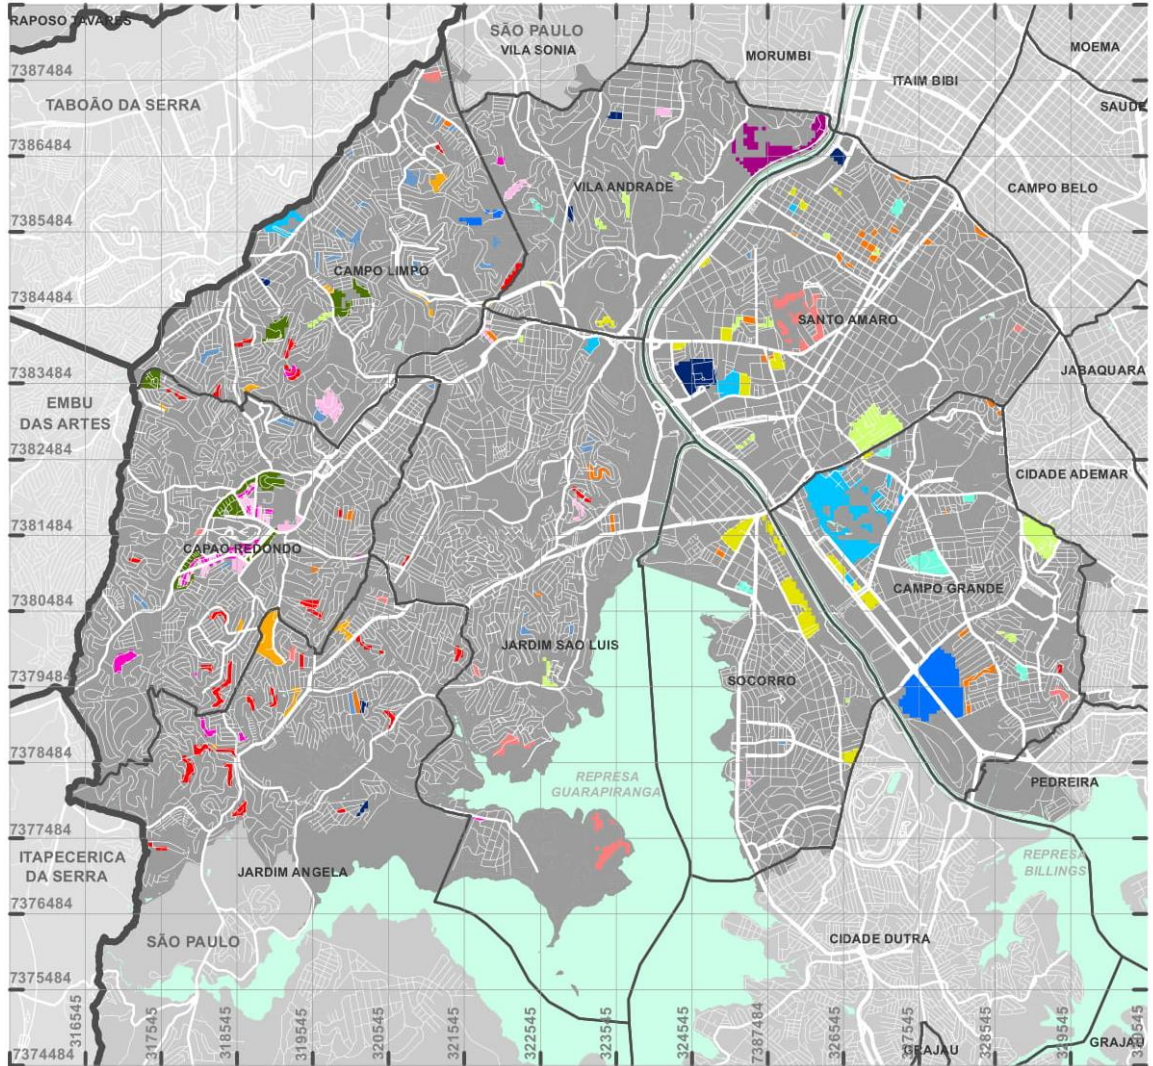 RAPOSO TAVARES
SÃO PAULO
VILA SONIA
MORUMBI
MOEMA
7387484
ITAIM BIBI
TABOÃO DA SERRA
SAUDE
7386484
VILA ANDRADE
CAMPO BELO
7385484
CAMPO LIMPO
7384484
SANTO AMARO
JABAQUARA
7383484
EMBU
DAS ARTES
7382484
CIDADE ADEMAR
7381484
CAPAO REDONDO
CAMPO GRANDE
7380484
JARDIM SAO LUIS
SOCORRO
7379484
7378484
REPRESA
GUARAPIRANGA
PEDREIRA
7377484
ITAPECERICA
DA SERRA
JARDIM ANGELA
REPRESA
BILLINGS
7376484
SÃO PAULO
CIDADE DUTRA
7375484
316545
317545
318545
319545
320545
321545
322545
323545
324545
7387484
326545
327545
328545
329545
330545
7374484
GRAJAU
GRAJAU